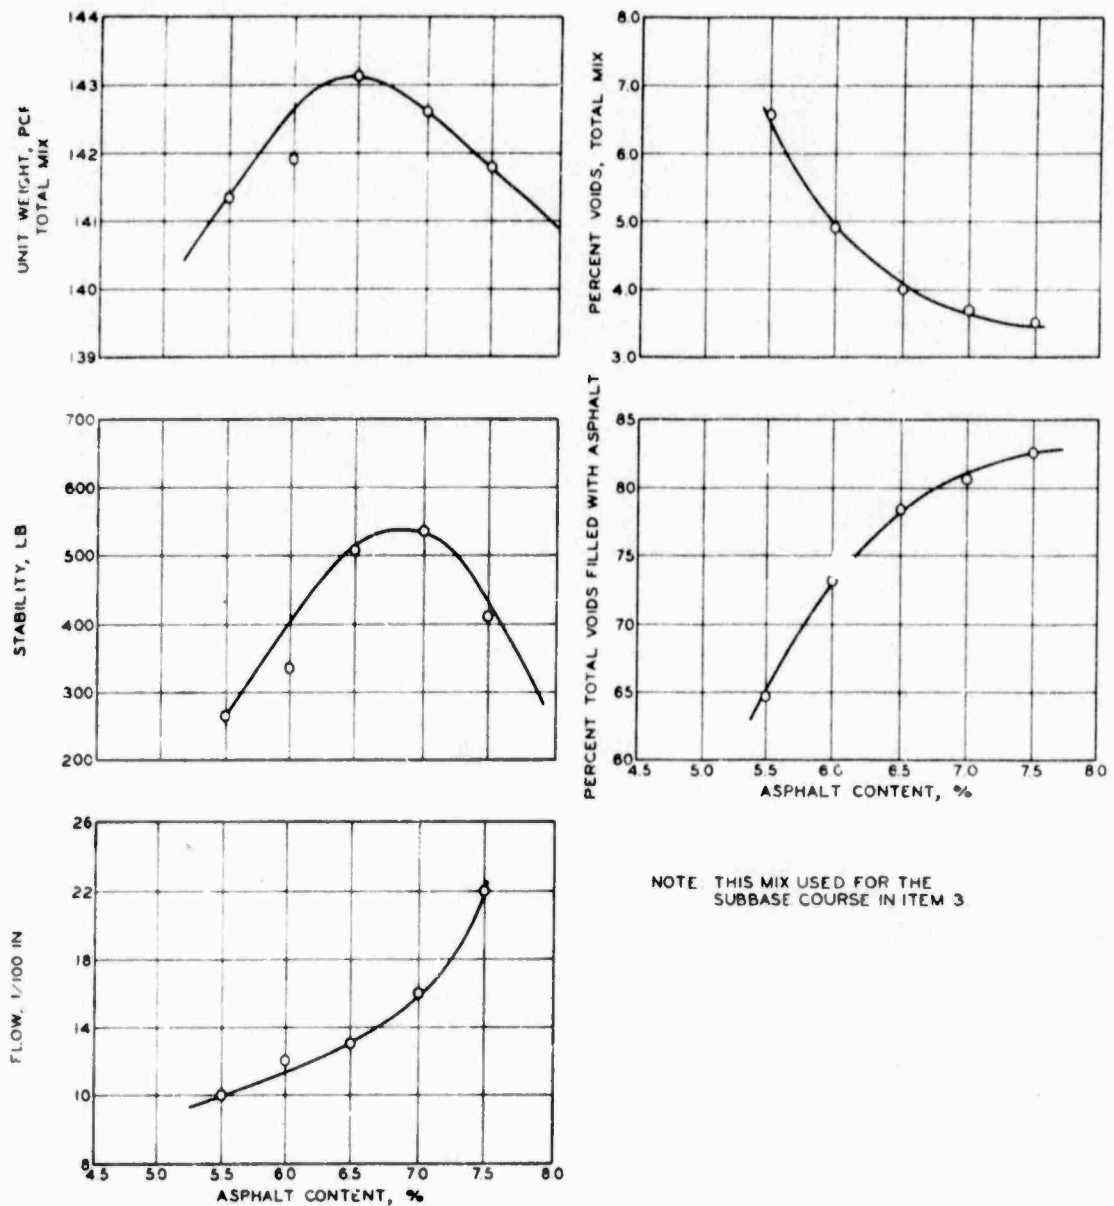 144
143
142
141
140
139
UNIT WEIGHT, PCF
TOTAL MIX
8.0
7.0
6.0
5.0
4.0
3.0
PERCENT VOIDS, TOTAL MIX
700
600
500
400
300
200
STABILITY, LB
85
80
75
70
65
60
PERCENT TOTAL VOIDS FILLED WITH ASPHALT
4.5 5.0 5.5 6.0 6.5 7.0 7.5 8.0
ASPHALT CONTENT, %
26
22
18
14
10
8
FLOW, 1/100 IN
4.5 5.0 5.5 6.0 6.5 7.0 7.5 8.0
ASPHALT CONTENT, %
NOTE: THIS MIX USED FOR THE
SUBBASE COURSE IN ITEM 3.